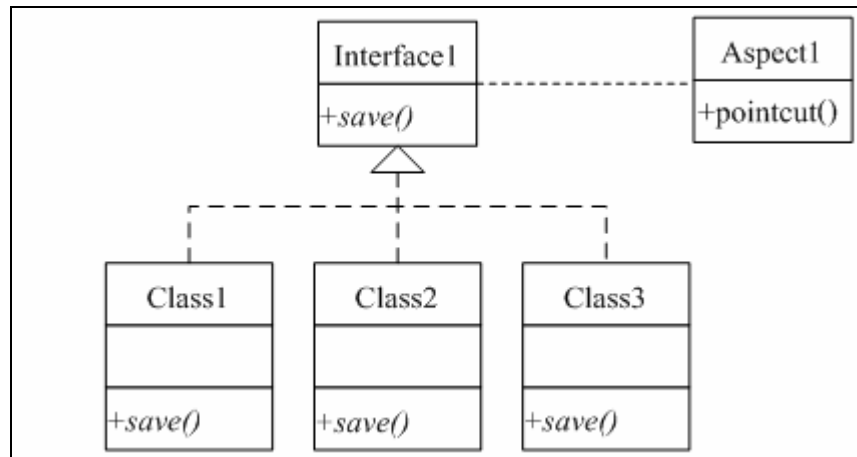 Interface1
+save()
Aspect1
+pointcut()
Class1
+save()
Class2
+save()
Class3
+save()